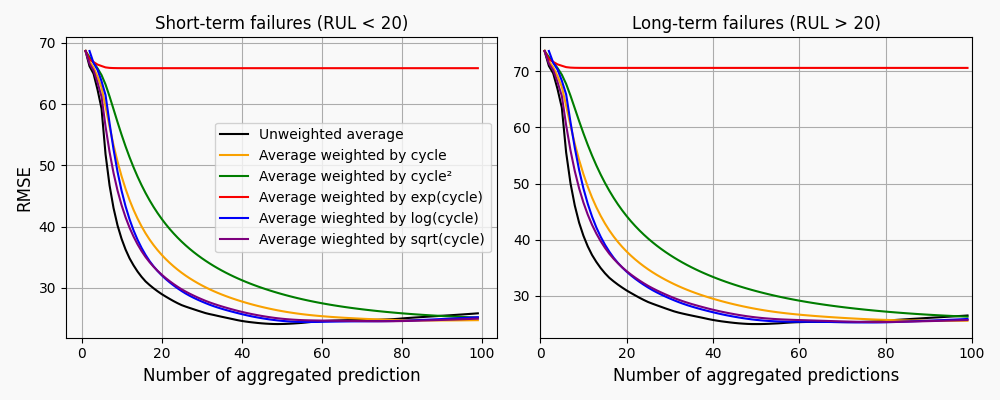 Short-term failures (RUL < 20)
70
60
50
40
30
RMSE
0
20
40
60
80
100
Number of aggregated prediction
Unweighted average
Average weighted by cycle
Average weighted by cycle²
Average weighted by exp(cycle)
Average wieghted by log(cycle)
Average wieghted by sqrt(cycle)
Long-term failures (RUL > 20)
70
60
50
40
30
0
20
40
60
80
100
Number of aggregated predictions